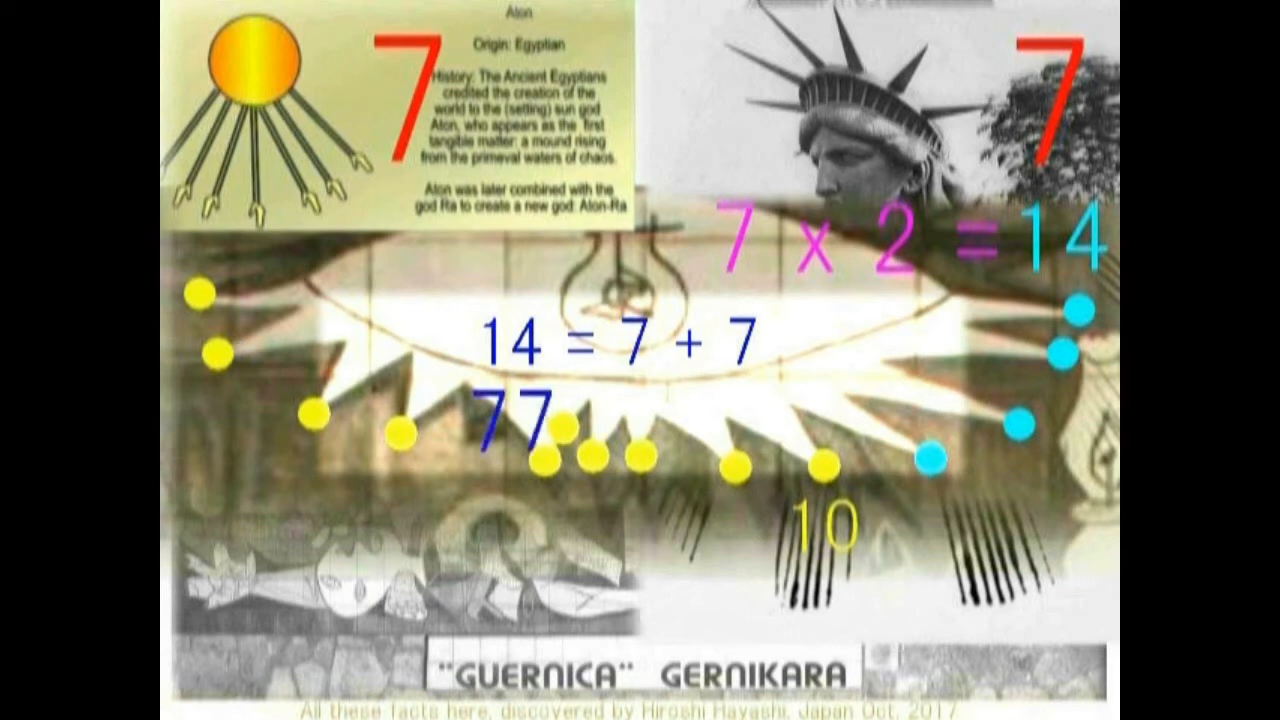 Aton
7
Origin: Egyptian
History: The Ancient Egyptians
credited the creation of the
world to the (setting) sun god
Aton, who appears as the first
tangible matter: a mound rising
from the primeval waters of chaos.
Aton was later combined with the
god Ra to create a new god: Aton-Ra
7
7 x 2 = 14
14 = 7 + 7
77
10
"GUERNICA" GERNIKARA
All these facts here, discovered by Hiroshi Hayashi, Japan Oct. 2017